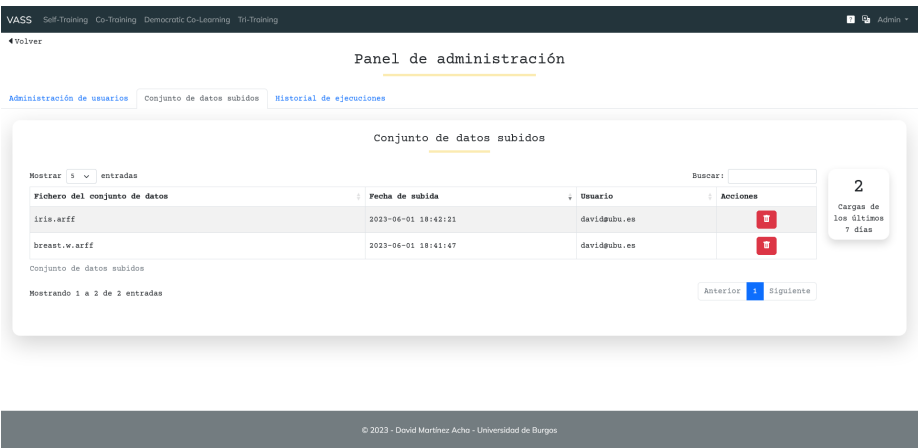 VASS Self-Training Co-Training Democratic Co-Learning Tri-Training Admin
Volver
Panel de administración
Administración de usuarios Conjunto de datos subidos Historial de ejecuciones
Conjunto de datos subidos
Mostrar 5 entradas Buscar:
Fichero del conjunto de datos Fecha de subida Usuario Acciones
iris.arff 2023-06-01 18:42:21 david@ubu.es
breast.w.arff 2023-06-01 18:41:47 david@ubu.es
Conjunto de datos subidos
Mostrando 1 a 2 de 2 entradas Anterior 1 Siguiente
2
Cargas de
los últimos
7 días
© 2023 - David Martínez Acha - Universidad de Burgos